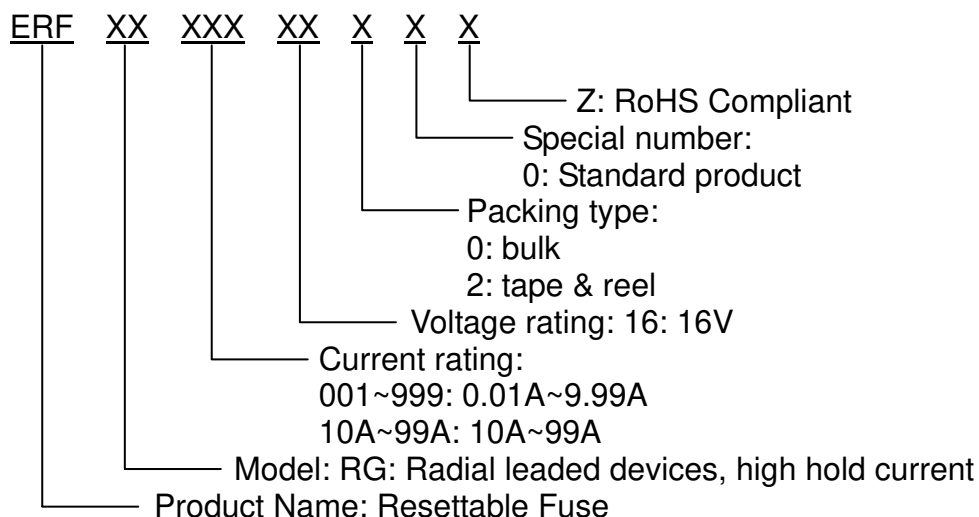 ERF XX XXX XX X X X
Z: RoHS Compliant
Special number:
0: Standard product
Packing type:
0: bulk
2: tape & reel
Voltage rating: 16: 16V
Current rating:
001~999: 0.01A~9.99A
10A~99A: 10A~99A
Model: RG: Radial leaded devices, high hold current
Product Name: Resettable Fuse